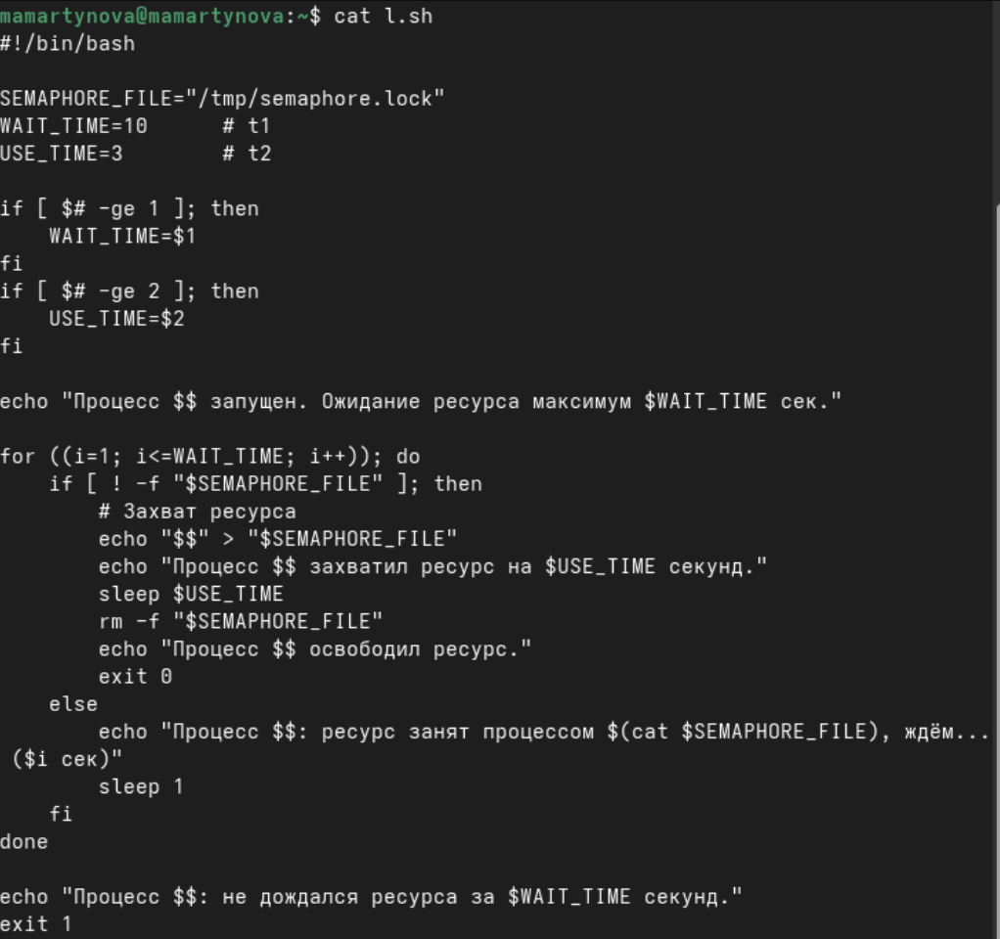 mamartynova@mamartynova:~$ cat l.sh
#!/bin/bash

SEMAPHORE_FILE="/tmp/semaphore.lock"
WAIT_TIME=10      # t1
USE_TIME=3        # t2

if [ $# -ge 1 ]; then
    WAIT_TIME=$1
fi
if [ $# -ge 2 ]; then
    USE_TIME=$2
fi

echo "Процесс $$ запущен. Ожидание ресурса максимум $WAIT_TIME сек."

for ((i=1; i<=WAIT_TIME; i++)); do
    if [ ! -f "$SEMAPHORE_FILE" ]; then
        # Захват ресурса
        echo "$$" > "$SEMAPHORE_FILE"
        echo "Процесс $$ захватил ресурс на $USE_TIME секунд."
        sleep $USE_TIME
        rm -f "$SEMAPHORE_FILE"
        echo "Процесс $$ освободил ресурс."
        exit 0
    else
        echo "Процесс $$: ресурс занят процессом $(cat $SEMAPHORE_FILE), ждём...
 ($i сек)"
        sleep 1
    fi
done

echo "Процесс $$: не дождался ресурса за $WAIT_TIME секунд."
exit 1